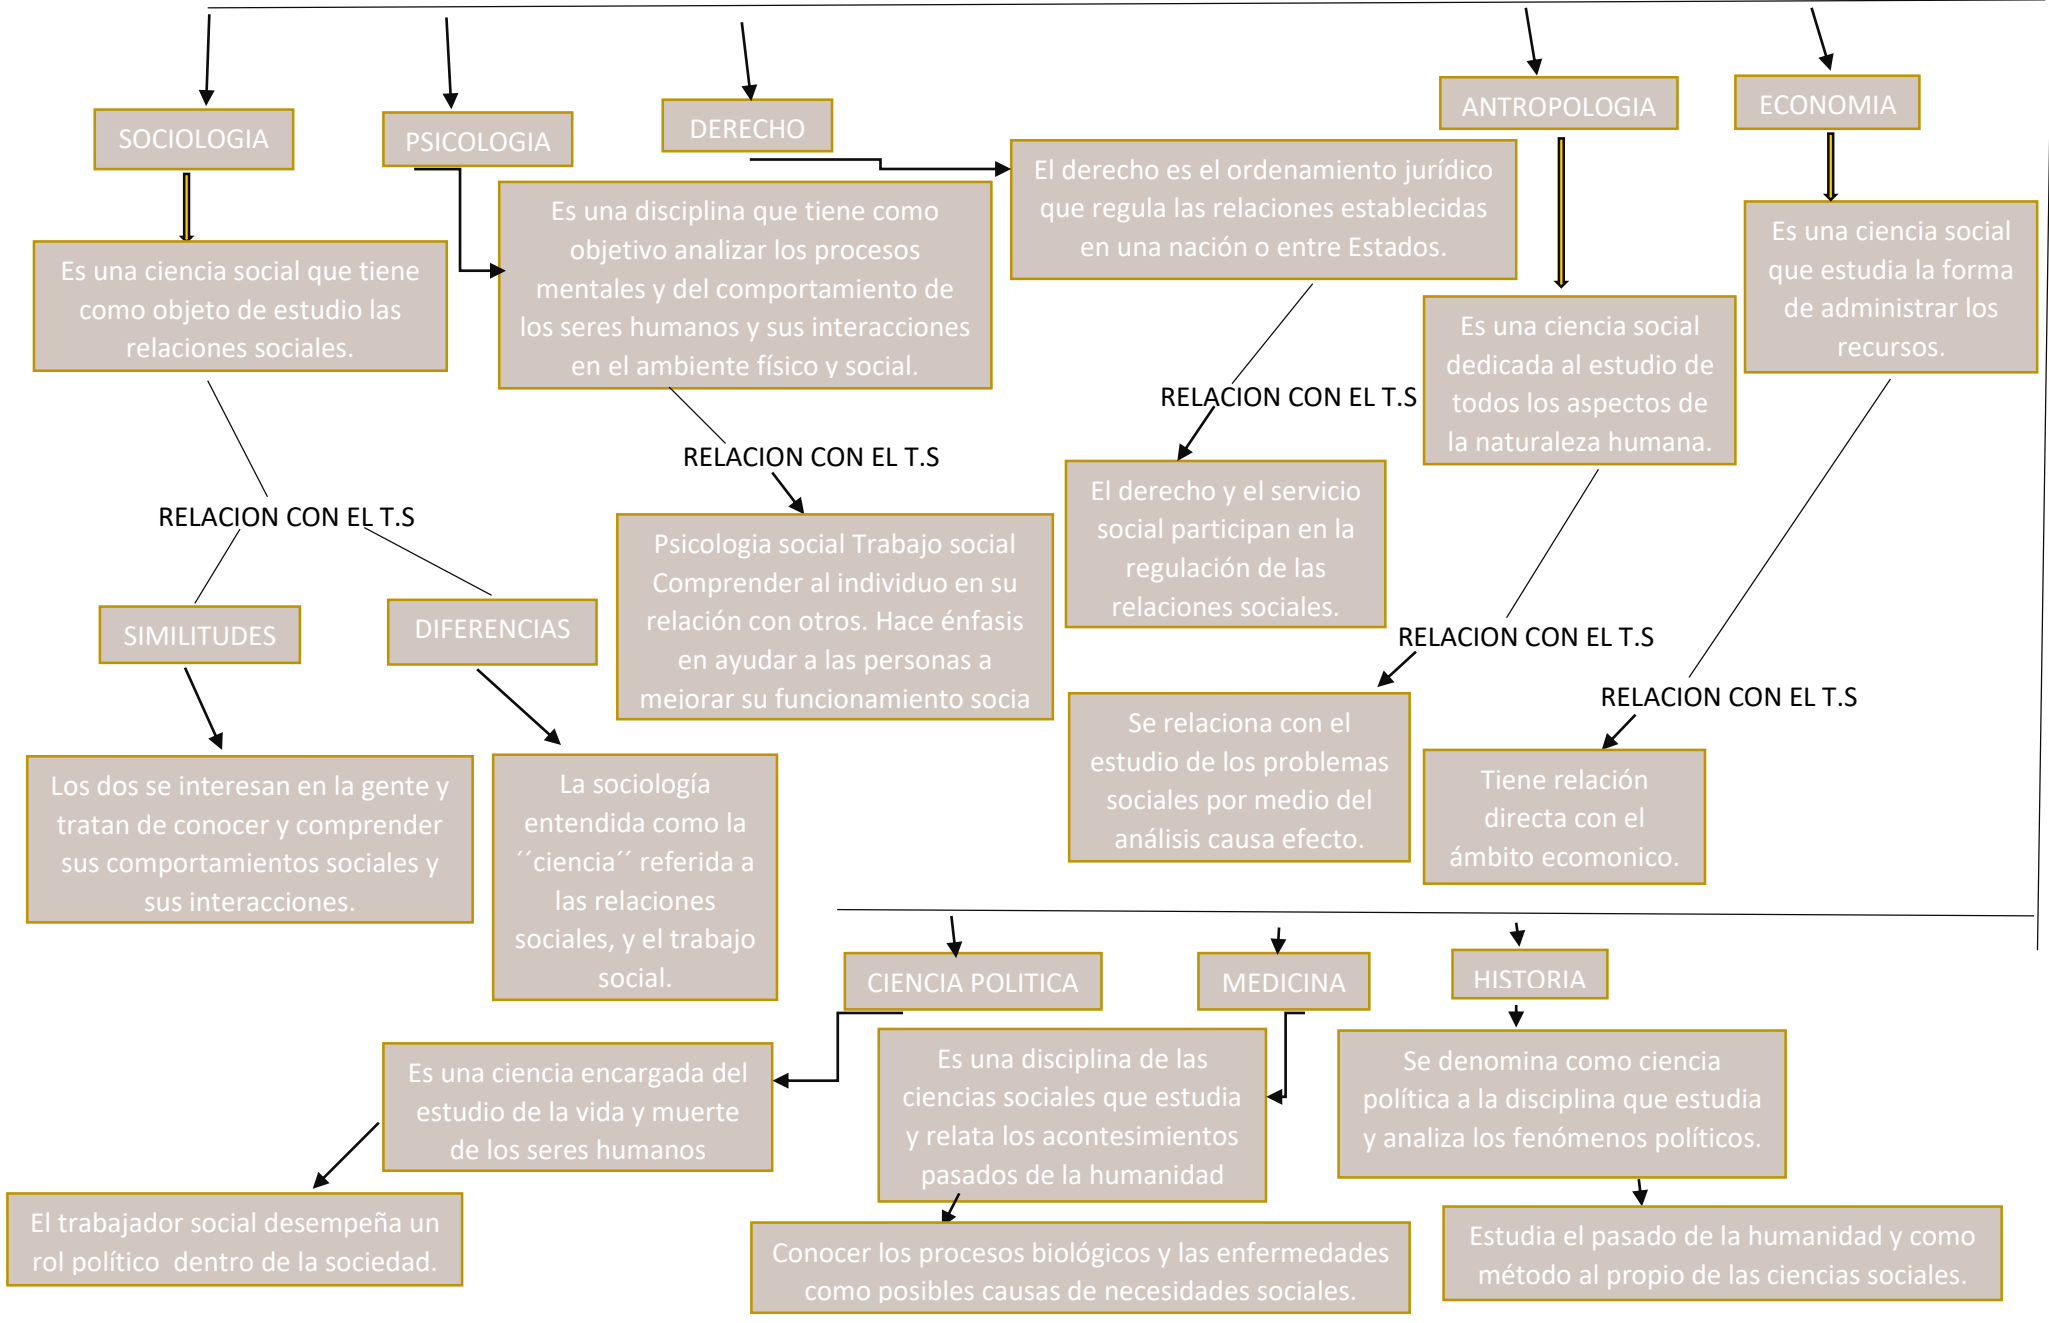 SOCIOLOGIA
PSICOLOGIA
DERECHO
ANTROPOLOGIA
ECONOMIA
Es una ciencia social que tiene
como objeto de estudio las
relaciones sociales.
Es una disciplina que tiene como
objetivo analizar los procesos
mentales y del comportamiento de
los seres humanos y sus interacciones
en el ambiente físico y social.
El derecho es el ordenamiento jurídico
que regula las relaciones establecidas
en una nación o entre Estados.
Es una ciencia social
dedicada al estudio de
todos los aspectos de
la naturaleza humana.
Es una ciencia social
que estudia la forma
de administrar los
recursos.
RELACION CON EL T.S
RELACION CON EL T.S
RELACION CON EL T.S
RELACION CON EL T.S
RELACION CON EL T.S
SIMILITUDES
DIFERENCIAS
Psicologia social Trabajo social
Comprender al individuo en su
relación con otros. Hace énfasis
en ayudar a las personas a
mejorar su funcionamiento socia
El derecho y el servicio
social participan en la
regulación de las
relaciones sociales.
Se relaciona con el
estudio de los problemas
sociales por medio del
análisis causa efecto.
Tiene relación
directa con el
ámbito ecomonico.
Los dos se interesan en la gente y
tratan de conocer y comprender
sus comportamientos sociales y
sus interacciones.
La sociología
entendida como la
´´ciencia´´ referida a
las relaciones
sociales, y el trabajo
social.
CIENCIA POLITICA
MEDICINA
HISTORIA
Es una ciencia encargada del
estudio de la vida y muerte
de los seres humanos
Es una disciplina de las
ciencias sociales que estudia
y relata los acontesimientos
pasados de la humanidad
Se denomina como ciencia
política a la disciplina que estudia
y analiza los fenómenos políticos.
El trabajador social desempeña un
rol político  dentro de la sociedad.
Conocer los procesos biológicos y las enfermedades
como posibles causas de necesidades sociales.
Estudia el pasado de la humanidad y como
método al propio de las ciencias sociales.